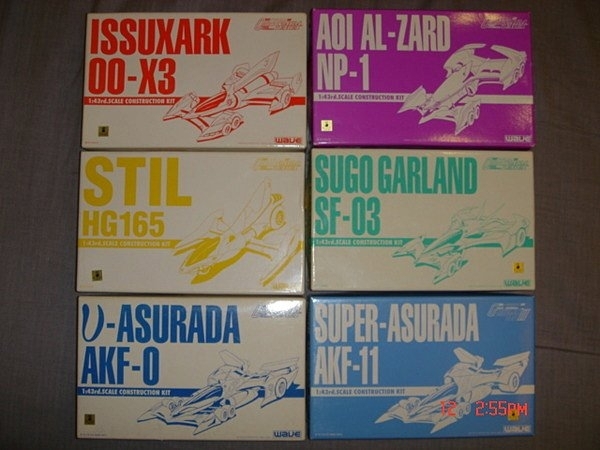 ISSUXARK
00-X3
1:43rd.SCALE CONSTRUCTION KIT
WAVE
AOI AL-ZARD
NP-1
1:43rd.SCALE CONSTRUCTION KIT
WAVE
STIL
HG165
1:43rd.SCALE CONSTRUCTION KIT
WAVE
SUGO GARLAND
SF-03
1:43rd.SCALE CONSTRUCTION KIT
WAVE
υ-ASURADA
AKF-0
1:43rd.SCALE CONSTRUCTION KIT
WAVE
SUPER-ASURADA
AKF-11
1:43rd.SCALE CONSTRUCTION KIT
WAVE
12 2:55PM